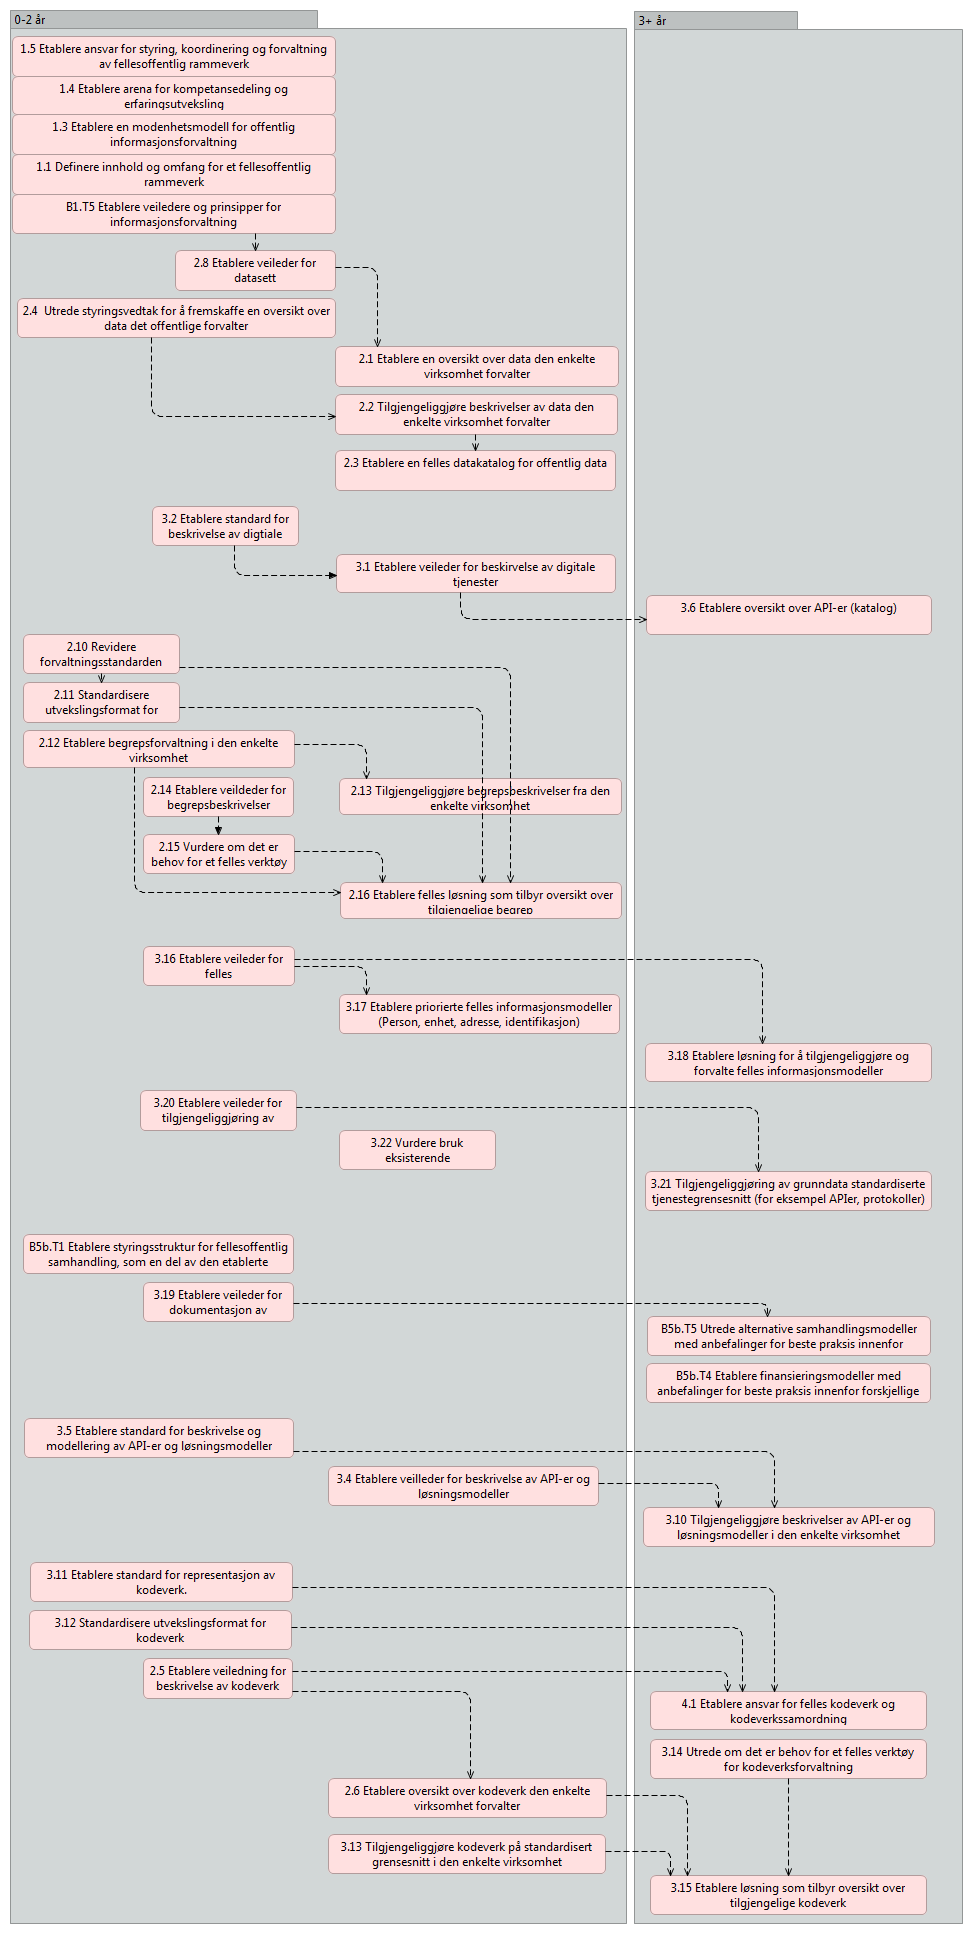 0-2 år
3+ år
1.5 Etablere ansvar for styring, koordinering og forvaltning
av fellesoffentlig rammeverk
1.4 Etablere arena for kompetansedeling og
erfaringsutveksling
1.3 Etablere en modenhetsmodell for offentlig
informasjonsforvaltning
1.1 Definere innhold og omfang for et fellesoffentlig
rammeverk
B1.T5 Etablere veiledere og prinsipper for
informasjonsforvaltning
2.8 Etablere veileder for
datasett
2.4  Utrede styringsvedtak for å fremskaffe en oversikt over
data det offentlige forvalter
2.1 Etablere en oversikt over data den enkelte
virksomhet forvalter
2.2 Tilgjengeliggjøre beskrivelser av data den
enkelte virksomhet forvalter
2.3 Etablere en felles datakatalog for offentlig data
3.2 Etablere standard for
beskrivelse av digtiale
3.1 Etablere veileder for beskirvelse av digitale
tjenester
3.6 Etablere oversikt over API-er (katalog)
2.10 Revidere
forvaltningsstandarden
2.11 Standardisere
utvekslingsformat for
2.12 Etablere begrepsforvaltning i den enkelte
virksomhet
2.14 Etablere veildeder for
begrepsbeskrivelser
2.13 Tilgjengeliggjøre begrepsbeskrivelser fra den
enkelte virksomhet
2.15 Vurdere om det er
behov for et felles verktøy
2.16 Etablere felles løsning som tilbyr oversikt over
tilgjengelige begrep
3.16 Etablere veileder for
felles
3.17 Etablere priorierte felles informasjonsmodeller
(Person, enhet, adresse, identifikasjon)
3.18 Etablere løsning for å tilgjengeliggjøre og
forvalte felles informasjonsmodeller
3.20 Etablere veileder for
tilgjengeliggjøring av
3.22 Vurdere bruk
eksisterende
3.21 Tilgjengeliggjøring av grunndata standardiserte
tjenestegrensesnitt (for eksempel APIer, protokoller)
B5b.T1 Etablere styringsstruktur for fellesoffentlig
samhandling, som en del av den etablerte
3.19 Etablere veileder for
dokumentasjon av
B5b.T5 Utrede alternative samhandlingsmodeller
med anbefalinger for beste praksis innenfor
B5b.T4 Etablere finansieringsmodeller med
anbefalinger for beste praksis innenfor forskjellige
3.5 Etablere standard for beskrivelse og
modellering av API-er og løsningsmodeller
3.4 Etablere veilleder for beskrivelse av API-er og
løsningsmodeller
3.10 Tilgjengeliggjøre beskrivelser av API-er og
løsningsmodeller i den enkelte virksomhet
3.11 Etablere standard for representasjon av
kodeverk.
3.12 Standardisere utvekslingsformat for
kodeverk
2.5 Etablere veiledning for
beskrivelse av kodeverk
4.1 Etablere ansvar for felles kodeverk og
kodeverkssamordning
3.14 Utrede om det er behov for et felles verktøy
for kodeverksforvaltning
2.6 Etablere oversikt over kodeverk den enkelte
virksomhet forvalter
3.13 Tilgjengeliggjøre kodeverk på standardisert
grensesnitt i den enkelte virksomhet
3.15 Etablere løsning som tilbyr oversikt over
tilgjengelige kodeverk